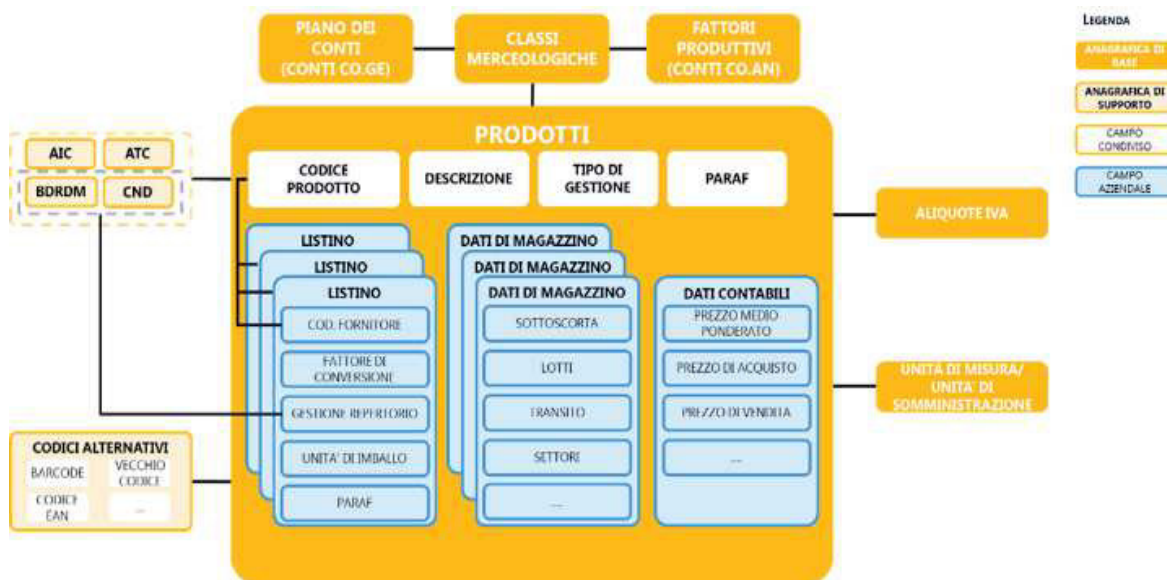 PIANO DEI
CONTI
(CONTI CO.GE)
CLASSI
MERCEOLOGICHE
FATTORI
PRODUTTIVI
(CONTI CO.AN)
LEGENDA
ANAGRAFICA DI
BASE
ANAGRAFICA DI
SUPPORTO
CAMPO
CONDIVISO
CAMPO
AZIENDALE
PRODOTTI
AIC
ATC
BDRDM
CND
CODICE
PRODOTTO
DESCRIZIONE
TIPO DI
GESTIONE
PARAF
ALIQUOTE IVA
LISTINO
LISTINO
LISTINO
COD. FORNITORE
FATTORE DI
CONVERSIONE
GESTIONE REPERTORIO
UNITA' DI IMBALLO
PARAF
DATI DI MAGAZZINO
DATI DI MAGAZZINO
DATI DI MAGAZZINO
SOTTOSCORTA
LOTTI
TRANSITO
SETTORI
....
DATI CONTABILI
PREZZO MEDIO
PONDERATO
PREZZO DI ACQUISTO
PREZZO DI VENDITA
....
UNITA DI MISURA/
UNITA' DI
SOMMINISTRAZIONE
CODICI ALTERNATIVI
BARCODE
VECCHIO
CODICE
CODICE
EAN
...